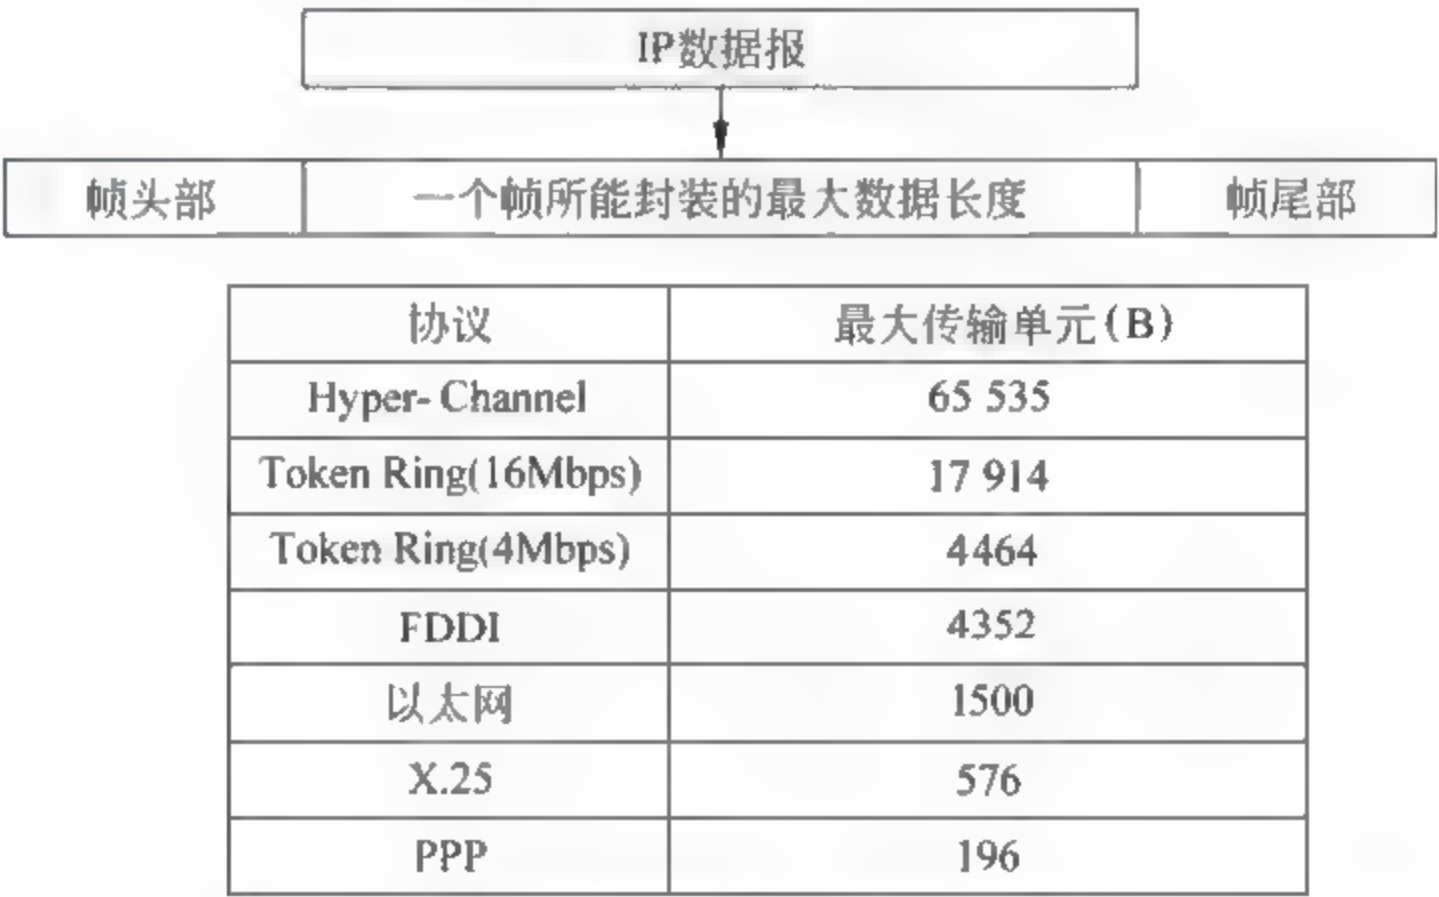 IP数据报
帧头部 一个帧所能封装的最大数据长度 帧尾部
协议 最大传输单元(B)
Hyper- Channel 65 535
Token Ring(16Mbps) 17 914
Token Ring(4Mbps) 4464
FDDI 4352
以太网 1500
X.25 576
PPP 196